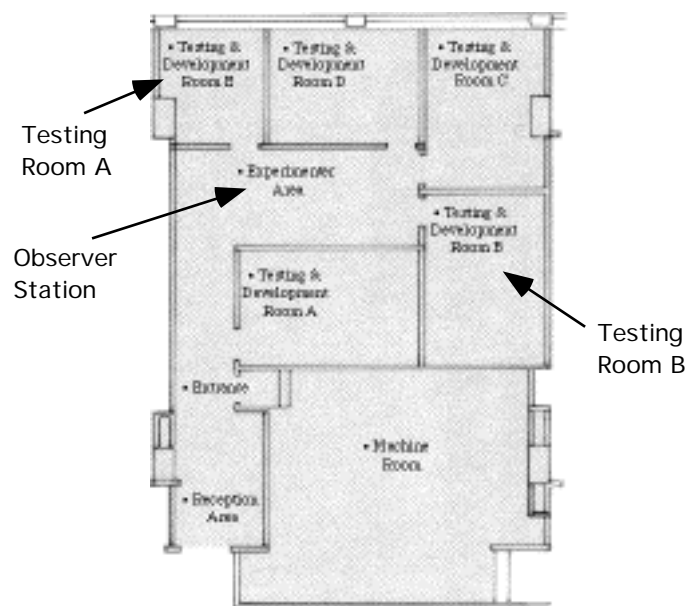 • Testing &
Development
Room E
• Testing &
Development
Room D
• Testing &
Development
Room C
Testing
Room A
• Experimenter
Area
• Testing &
Development
Room B
Observer
Station
• Testing &
Development
Room A
Testing
Room B
• Entrance
• Machine
Room
• Reception
Area